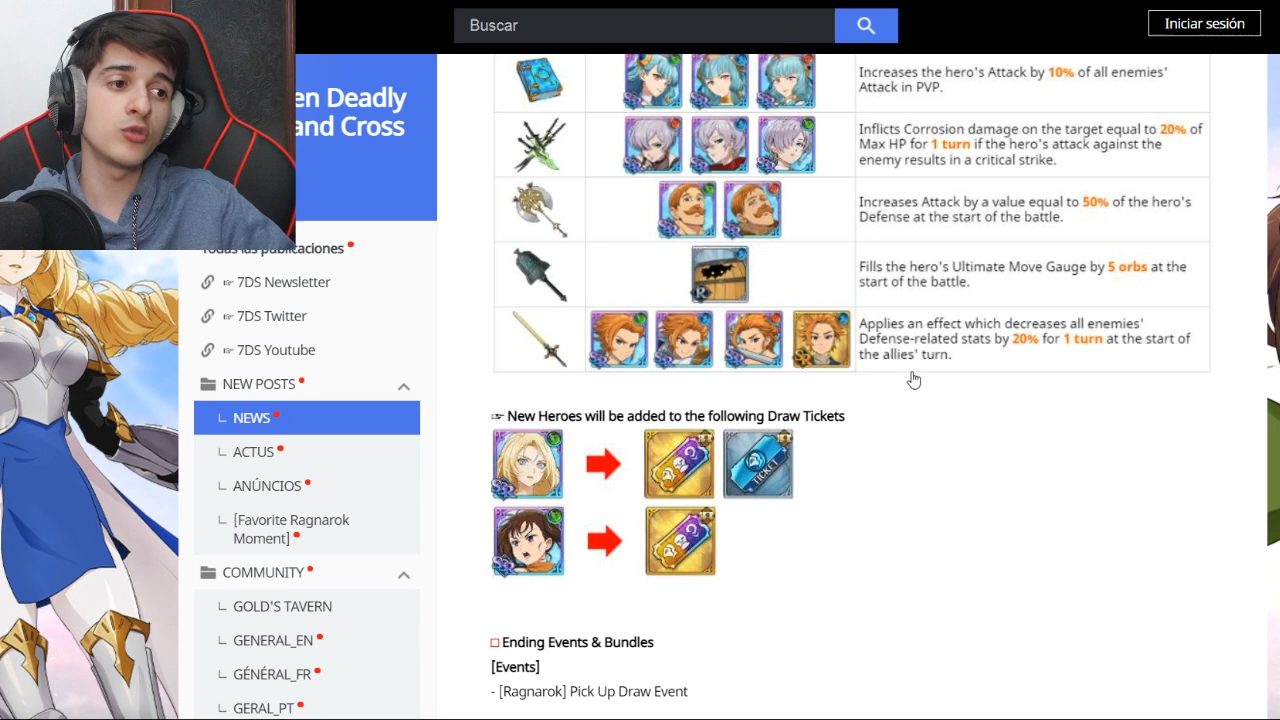 Buscar
Iniciar sesión
en Deadly
and Cross
Todas las publicaciones
☞ 7DS Newsletter
☞ 7DS Twitter
☞ 7DS Youtube
NEW POSTS
NEWS
ACTUS
ANÚNCIOS
[Favorite Ragnarok
Moment]
COMMUNITY
GOLD'S TAVERN
GENERAL_EN
GÉNÉRAL_FR
GERAL_PT
Increases the hero's Attack by 10% of all enemies'
Attack in PVP.
Inflicts Corrosion damage on the target equal to 20% of
Max HP for 1 turn if the hero's attack against the
enemy results in a critical strike.
Increases Attack by a value equal to 50% of the hero's
Defense at the start of the battle.
R
Fills the hero's Ultimate Move Gauge by 5 orbs at the
start of the battle.
Applies an effect which decreases all enemies'
Defense-related stats by 20% for 1 turn at the start of
the allies' turn.
☞ New Heroes will be added to the following Draw Tickets
TICKET
□ Ending Events & Bundles
[Events]
- [Ragnarok] Pick Up Draw Event